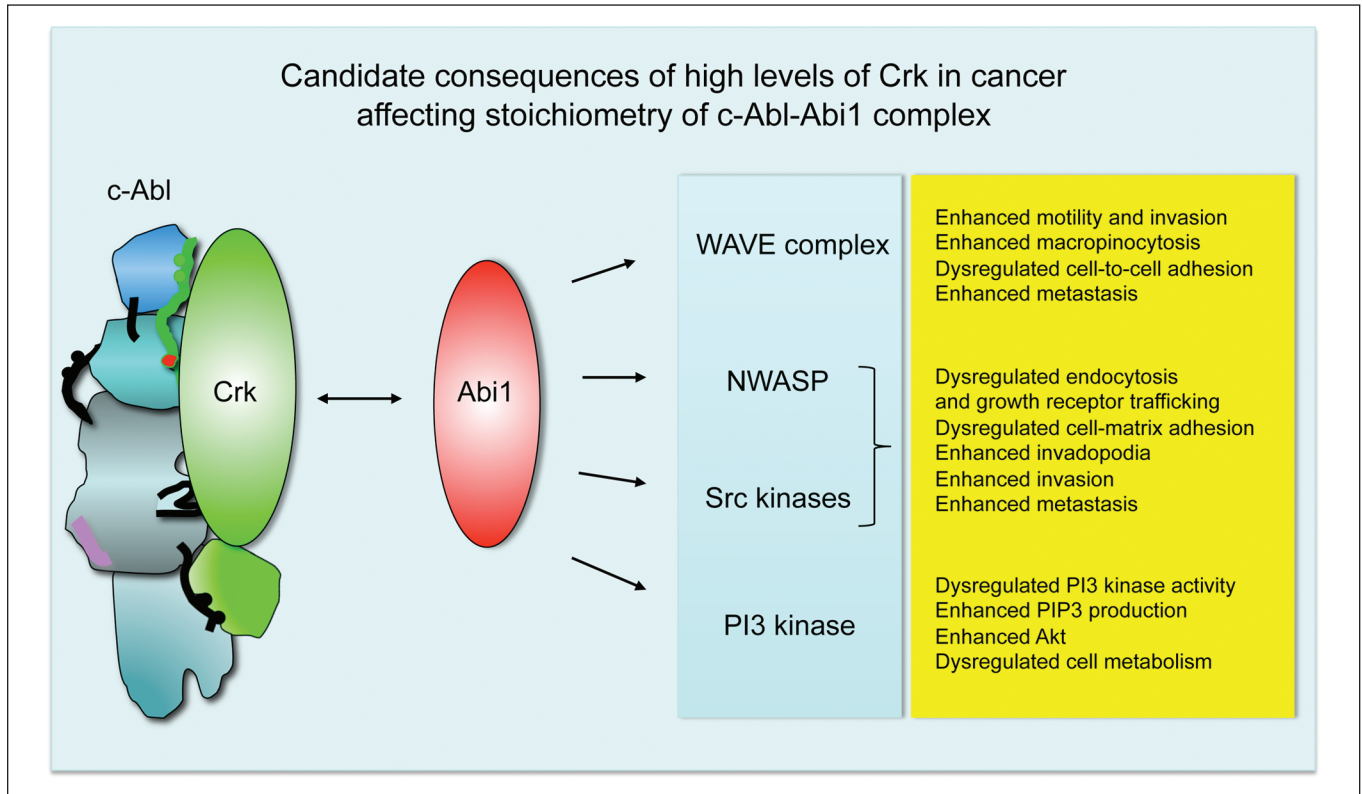 Candidate consequences of high levels of Crk in cancer
affecting stoichiometry of c-Abl-Abi1 complex
c-Abl
Crk
Abi1
WAVE complex
NWASP
Src kinases
PI3 kinase
Enhanced motility and invasion
Enhanced macropinocytosis
Dysregulated cell-to-cell adhesion
Enhanced metastasis
Dysregulated endocytosis
and growth receptor trafficking
Dysregulated cell-matrix adhesion
Enhanced invadopodia
Enhanced invasion
Enhanced metastasis
Dysregulated PI3 kinase activity
Enhanced PIP3 production
Enhanced Akt
Dysregulated cell metabolism